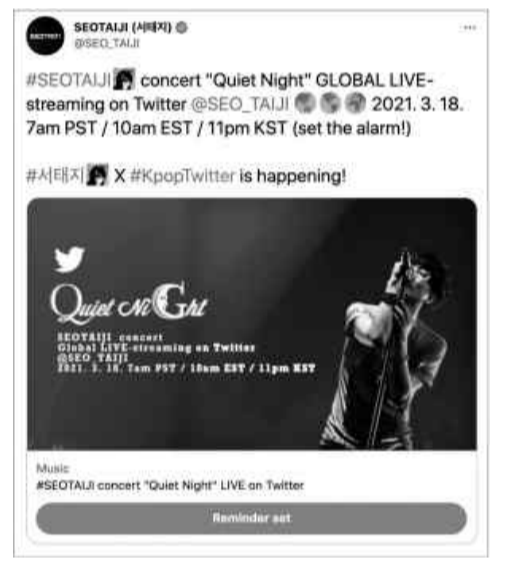 SEOTAIJI (서태지)
@SEO_TAIJI
#SEOTAIJI concert "Quiet Night" GLOBAL LIVE-
streaming on Twitter @SEO_TAIJI 2021. 3. 18.
7am PST / 10am EST / 11pm KST (set the alarm!)
#서태지 X #KpopTwitter is happening!
Quiet NiGht
SEOTAIJI concert
Global LIVE-streaming on Twitter
@SEO_TAIJI
2021. 3. 18. 7am PST / 10am EST / 11pm KST
Music
#SEOTAIJI concert "Quiet Night" LIVE on Twitter
Reminder set